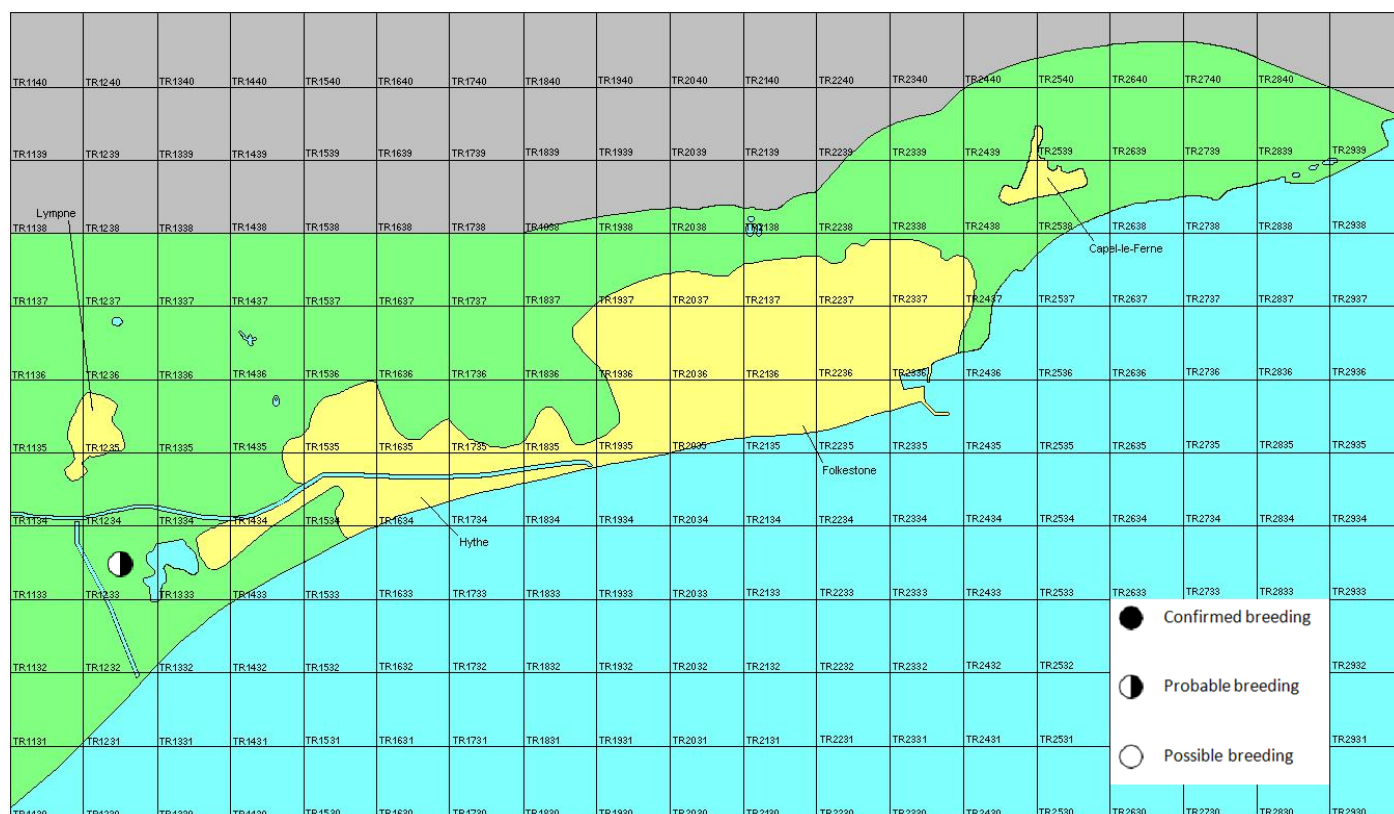 TR1140 TR1240 TR1340 TR1440 TR1540 TR1640 TR1740 TR1840 TR1940 TR2040 TR2140 TR2240 TR2340 TR2440 TR2540 TR2640 TR2740 TR2840
TR1139 TR1239 TR1339 TR1439 TR1539 TR1639 TR1739 TR1839 TR1939 TR2039 TR2139 TR2239 TR2339 TR2439 TR2539 TR2639 TR2739 TR2839 TR2939
Lympne
TR1138 TR1238 TR1338 TR1438 TR1538 TR1638 TR1738 TR1938 TR2038 TR2138 TR2238 TR2338 TR2438 TR2538 TR2638 TR2738 TR2838 TR2938
Capel-le-Ferne
TR1137 TR1237 TR1337 TR1437 TR1537 TR1637 TR1737 TR1837 TR1937 TR2037 TR2137 TR2237 TR2337 TR2437 TR2537 TR2637 TR2737 TR2837 TR2937
TR1136 TR1236 TR1336 TR1436 TR1536 TR1636 TR1736 TR1836 TR1936 TR2036 TR2136 TR2236 TR2436 TR2536 TR2636 TR2736 TR2836 TR2936
TR1135 TR1235 TR1335 TR1435 TR1535 TR1635 TR1735 TR1835 TR1935 TR2035 TR2135 TR2235 TR2335 TR2435 TR2535 TR2635 TR2735 TR2835 TR2935
Folkestone
TR1134 TR1234 TR1334 TR1434 TR1534 TR1634 TR1734 TR1834 TR1934 TR2034 TR2134 TR2234 TR2334 TR2434 TR2534 TR2634 TR2734 TR2834 TR2934
Hythe
TR1133 TR1233 TR1333 TR1433 TR1533 TR1633 TR1733 TR1833 TR1933 TR2033 TR2133 TR2233 TR2333 TR2433 TR2533 TR2633 TR2733 TR2833 TR2933
Confirmed breeding
TR1132 TR1232 TR1332 TR1432 TR1532 TR1632 TR1732 TR1832 TR1932 TR2032 TR2132 TR2232 TR2332 TR2432 TR2532 TR2932
Probable breeding
TR1131 TR1231 TR1331 TR1431 TR1531 TR1631 TR1731 TR1831 TR1931 TR2031 TR2131 TR2231 TR2331 TR2431 TR2531 TR2931
Possible breeding